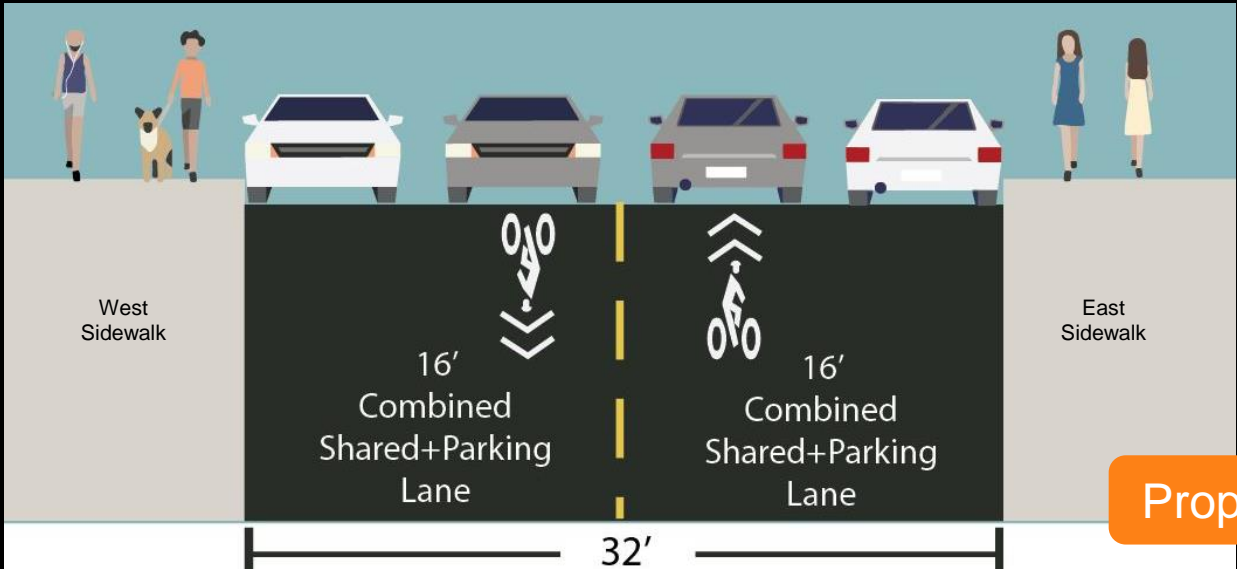 West
Sidewalk
16'
Combined
Shared+Parking
Lane
16'
Combined
Shared+Parking
Lane
East
Sidewalk
Prop
32'